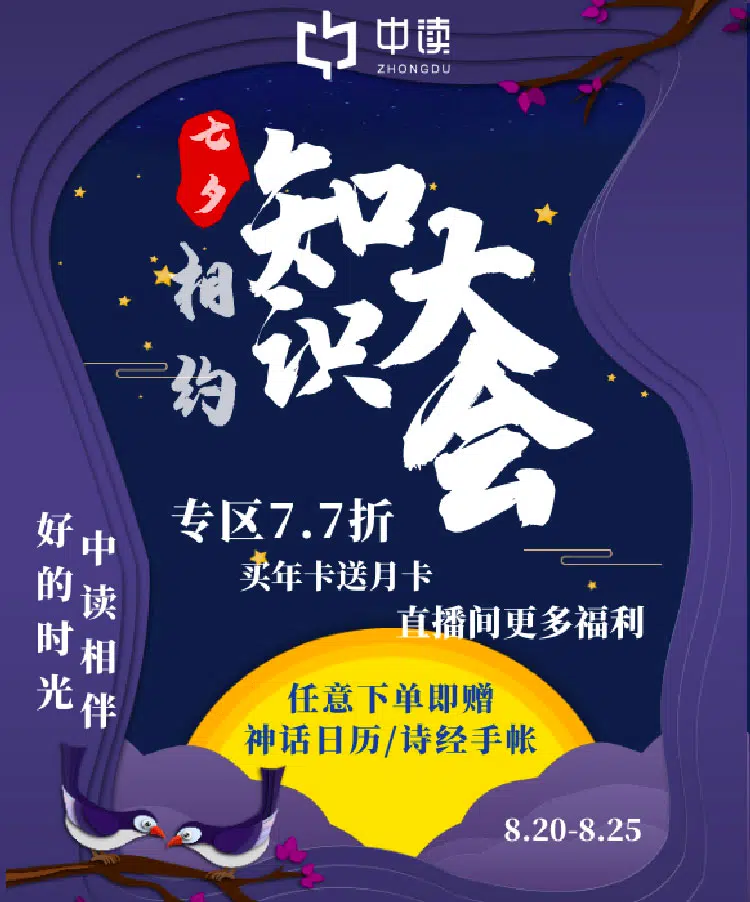 中读
ZHONGDU
七夕
相约
知识
大会
专区7.7折
买年卡送月卡
直播间更多福利
中读相伴
好的时光
任意下单即赠
神话日历/诗经手帐
8.20-8.25